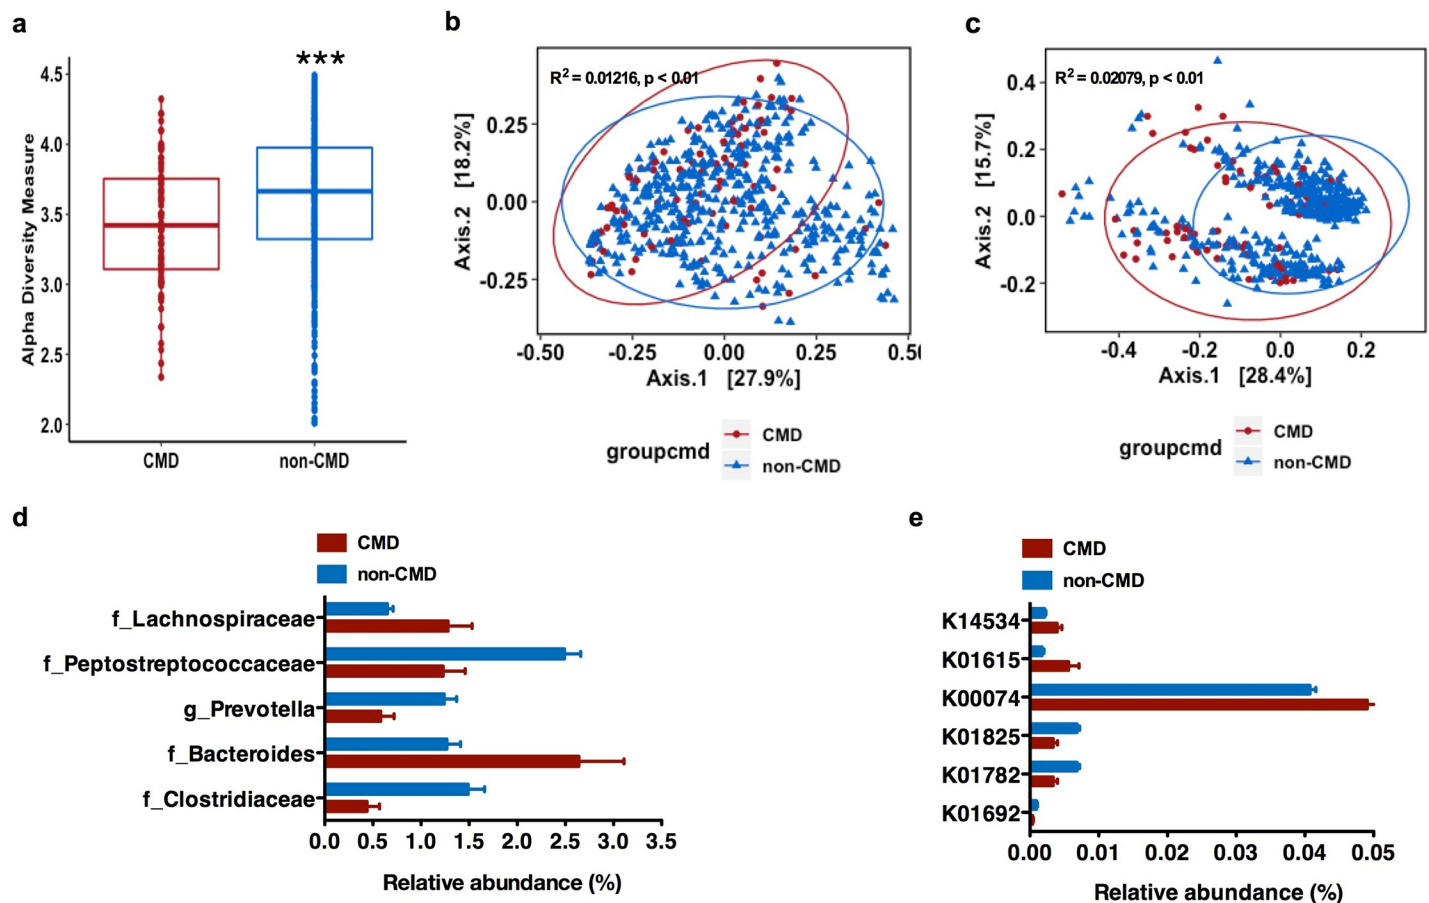 a
***
4.5
4.0
3.5
3.0
2.5
2.0
Alpha Diversity Measure
CMD non-CMD
b
R² = 0.01216, p < 0.01
0.25
0.00
-0.25
Axis.2 [18.2%]
-0.50 -0.25 0.00 0.25 0.50
Axis.1 [27.9%]
groupcmd
CMD
non-CMD
c
R² = 0.02079, p < 0.01
0.4
0.2
0.0
-0.2
Axis.2 [15.7%]
-0.4 -0.2 0.0 0.2
Axis.1 [28.4%]
groupcmd
CMD
non-CMD
d
CMD
non-CMD
f_Lachnospiraceae
f_Peptostreptococcaceae
g_Prevotella
f_Bacteroides
f_Clostridiaceae
0.0 0.5 1.0 1.5 2.0 2.5 3.0 3.5
Relative abundance (%)
e
CMD
non-CMD
K14534
K01615
K00074
K01825
K01782
K01692
0.00 0.01 0.02 0.03 0.04 0.05
Relative abundance (%)